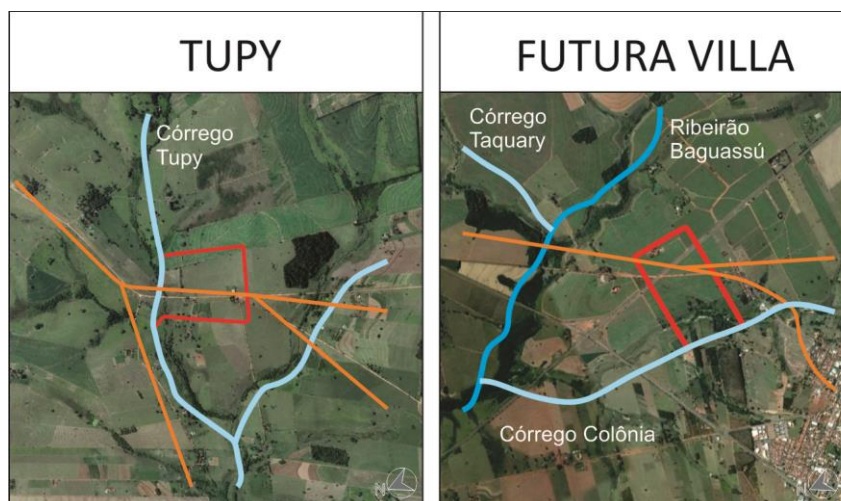 TUPY
Córrego
Tupy
N
FUTURA VILLA
Córrego
Taquary
Ribeirão
Baguassú
Córrego Colônia